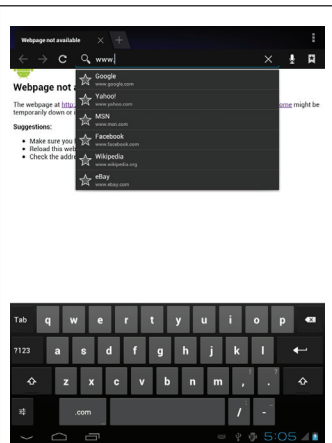 Webpage not available
www.
Google
www.google.com
Yahoo!
www.yahoo.com
MSN
www.msn.com
Facebook
www.facebook.com
Wikipedia
www.wikipedia.org
eBay
www.ebay.com
Webpage not a
The webpage at http: ome might be
temporarily down or i
Suggestions:
Make sure you
Reload this web
Check the addre
Tab q w e r t y u i o p
?123 a s d f g h j k l
z x c v b n m ! , ? .
.com / -
5:05